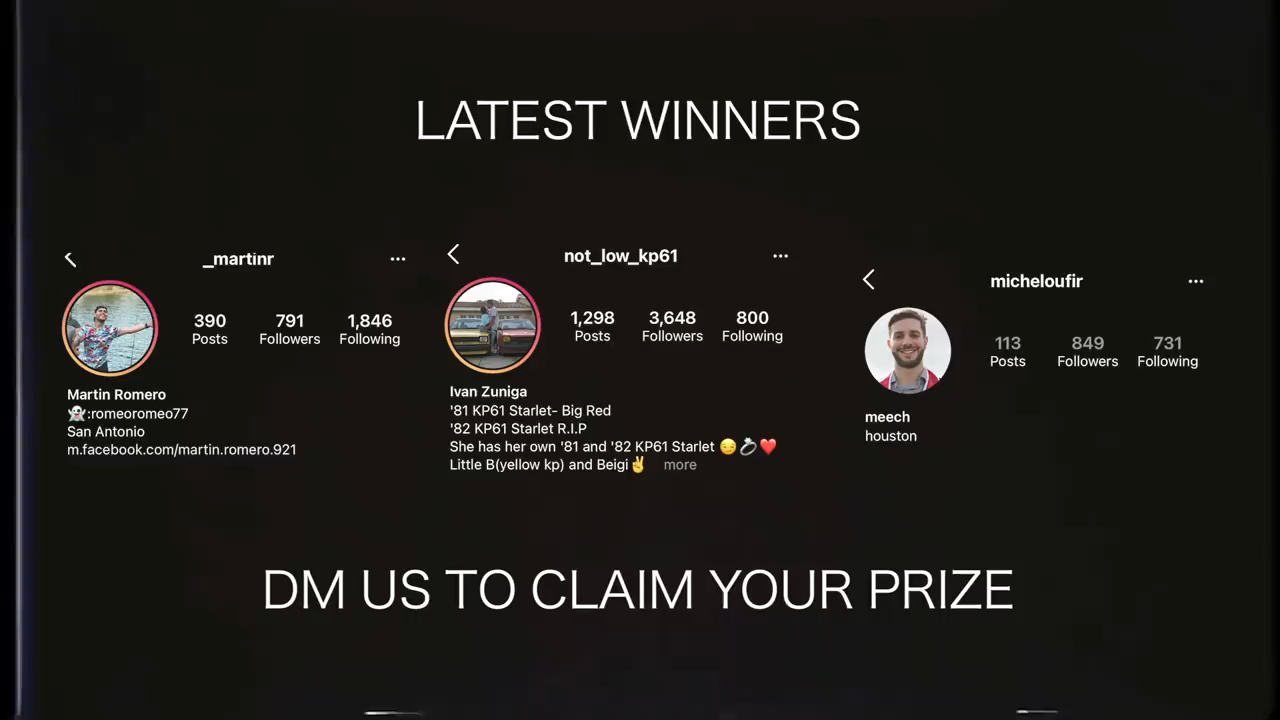 LATEST WINNERS
_martinr
390 791 1,846
Posts Followers Following
Martin Romero
👻:romeoromeo77
San Antonio
m.facebook.com/martin.romero.921
not_low_kp61
1,298 3,648 800
Posts Followers Following
Ivan Zuniga
'81 KP61 Starlet- Big Red
'82 KP61 Starlet R.I.P
She has her own '81 and '82 KP61 Starlet 😏💍❤️
Little B(yellow kp) and Beigi✌️ more
micheloufir
113 849 731
Posts Followers Following
meech
houston
DM US TO CLAIM YOUR PRIZE